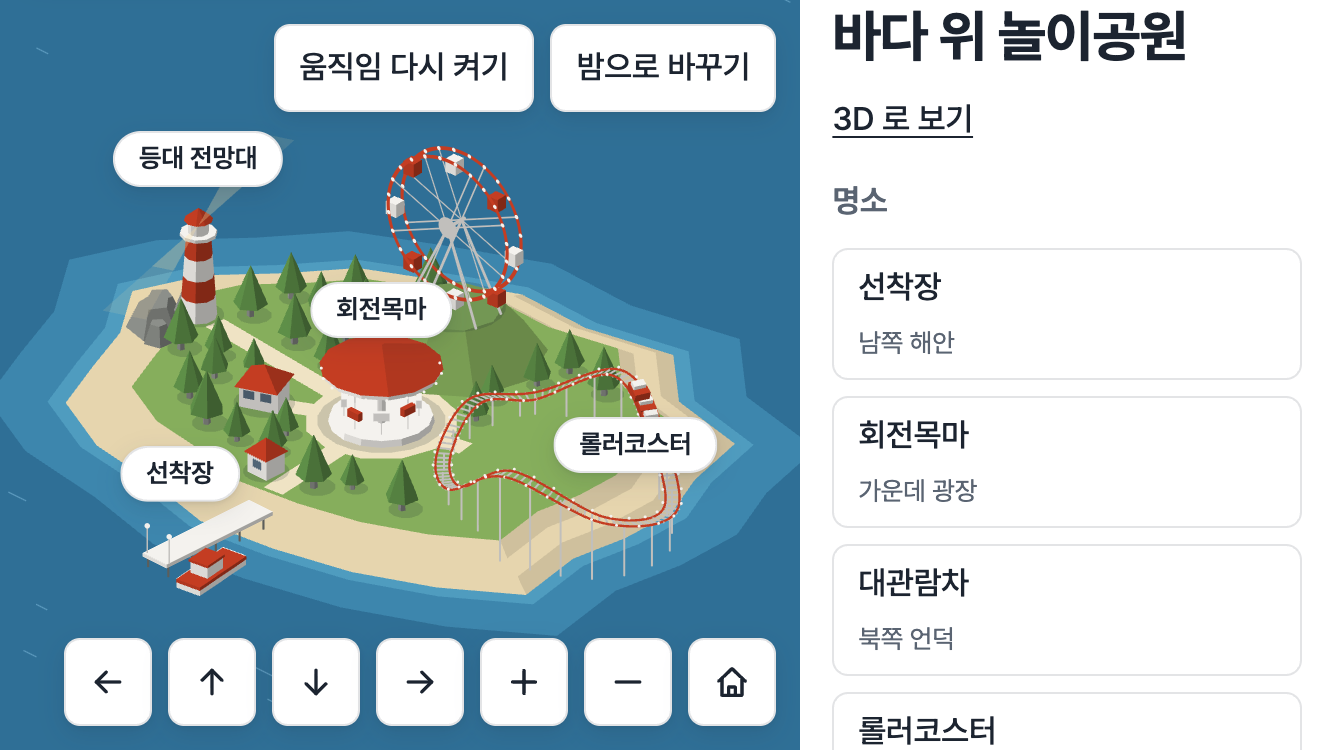 움직임 다시 켜기
밤으로 바꾸기
등대 전망대
회전목마
롤러코스터
선착장
바다 위 놀이공원
3D 로 보기
명소
선착장
남쪽 해안
회전목마
가운데 광장
대관람차
북쪽 언덕
롤러코스터